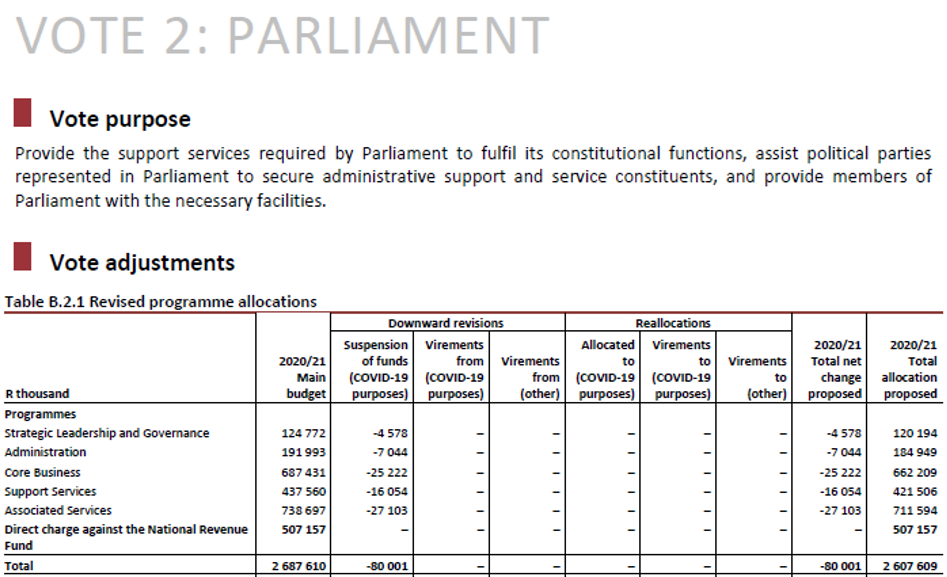 VOTE 2: PARLIAMENT
Vote purpose
Provide the support services required by Parliament to fulfil its constitutional functions, assist political parties
represented in Parliament to secure administrative support and service constituents, and provide members of
Parliament with the necessary facilities.
Vote adjustments
Table B.2.1 Revised programme allocations
Downward revisions Reallocations
Suspension Virements Allocated Virements 2020/21 2020/21
2020/21 of funds from Virements to to Virements Total net Total
Main (COVID-19 (COVID-19 from (COVID-19 (COVID-19 to change allocation
R thousand budget purposes) purposes) (other) purposes) purposes) (other) proposed proposed
Programmes
Strategic Leadership and Governance 124 772 -4 578 – – – – – -4 578 120 194
Administration 191 993 -7 044 – – – – – -7 044 184 949
Core Business 687 431 -25 222 – – – – – -25 222 662 209
Support Services 437 560 -16 054 – – – – – -16 054 421 506
Associated Services 738 697 -27 103 – – – – – -27 103 711 594
Direct charge against the National Revenue 507 157 – – – – – – – 507 157
Fund
Total 2 687 610 -80 001 – – – – – -80 001 2 607 609